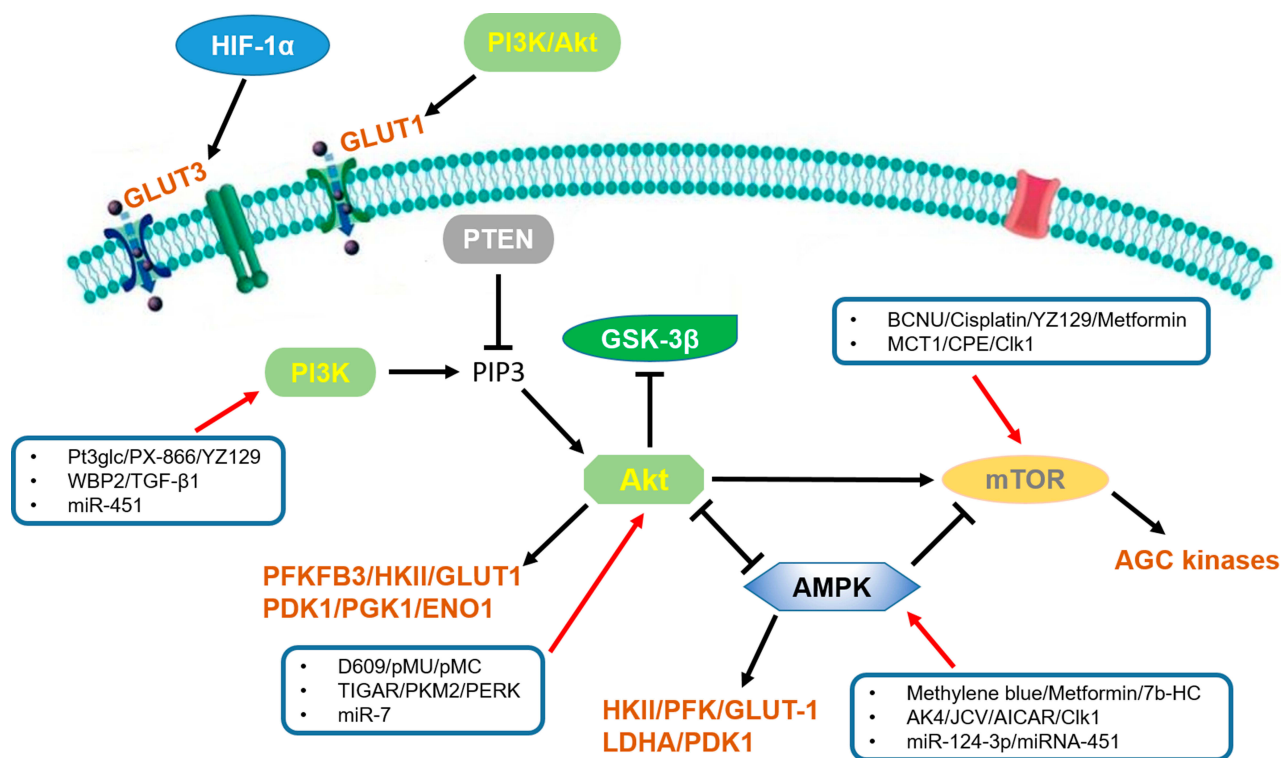 HIF-1α
PI3K/Akt
GLUT1
GLUT3
PTEN
GSK-3β
• BCNU/Cisplatin/YZ129/Metformin
• MCT1/CPE/Clk1
PI3K
PIP3
• Pt3glc/PX-866/YZ129
• WBP2/TGF-β1
• miR-451
Akt
mTOR
AGC kinases
PFKFB3/HKII/GLUT1
PDK1/PGK1/ENO1
AMPK
• D609/pMU/pMC
• TIGAR/PKM2/PERK
• miR-7
HKII/PFK/GLUT-1
LDHA/PDK1
• Methylene blue/Metformin/7b-HC
• AK4/JCV/AICAR/Clk1
• miR-124-3p/miRNA-451